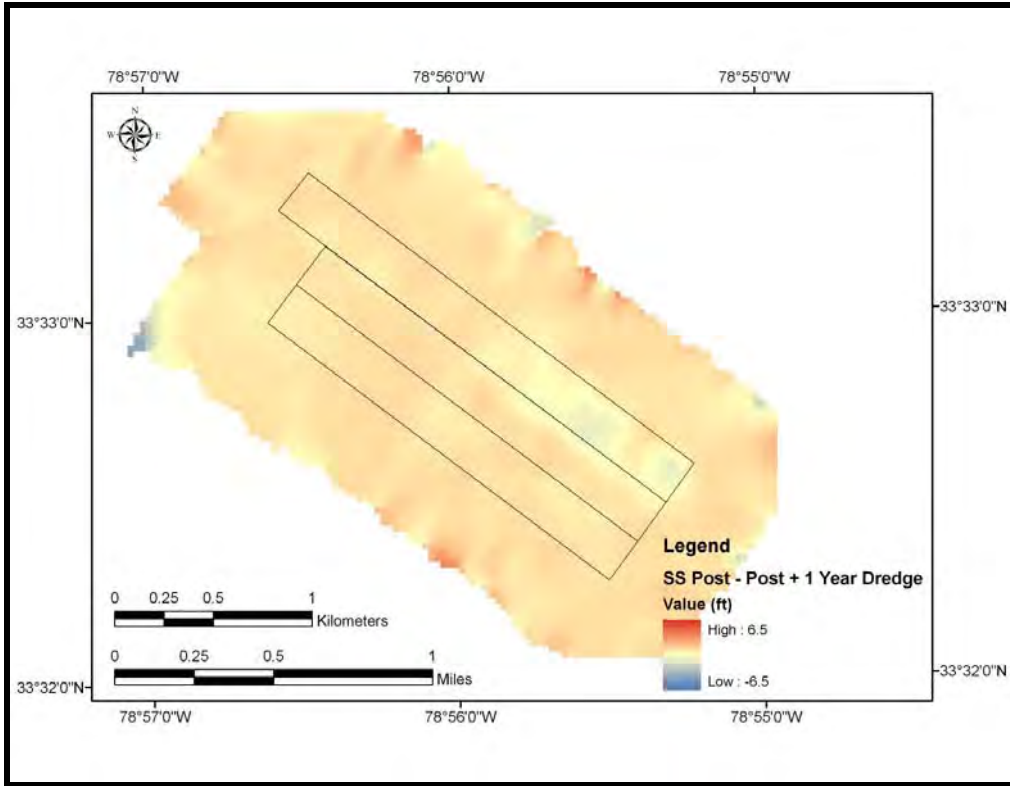 78°57'0"W 78°56'0"W 78°55'0"W
N
W E
S
33°33'0"N 33°33'0"N
Legend
SS Post - Post + 1 Year Dredge
Value (ft)
High : 6.5
Low : -6.5
0 0.25 0.5 1
Kilometers
0 0.25 0.5 1
Miles
33°32'0"N 33°32'0"N
78°57'0"W 78°56'0"W 78°55'0"W